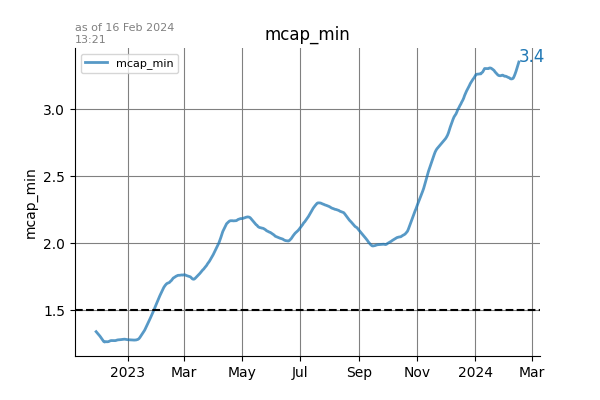 as of 16 Feb 2024
13:21
mcap_min
mcap_min
3.4
3.0
2.5
2.0
1.5
mcap_min
2023
Mar
May
Jul
Sep
Nov
2024
Mar